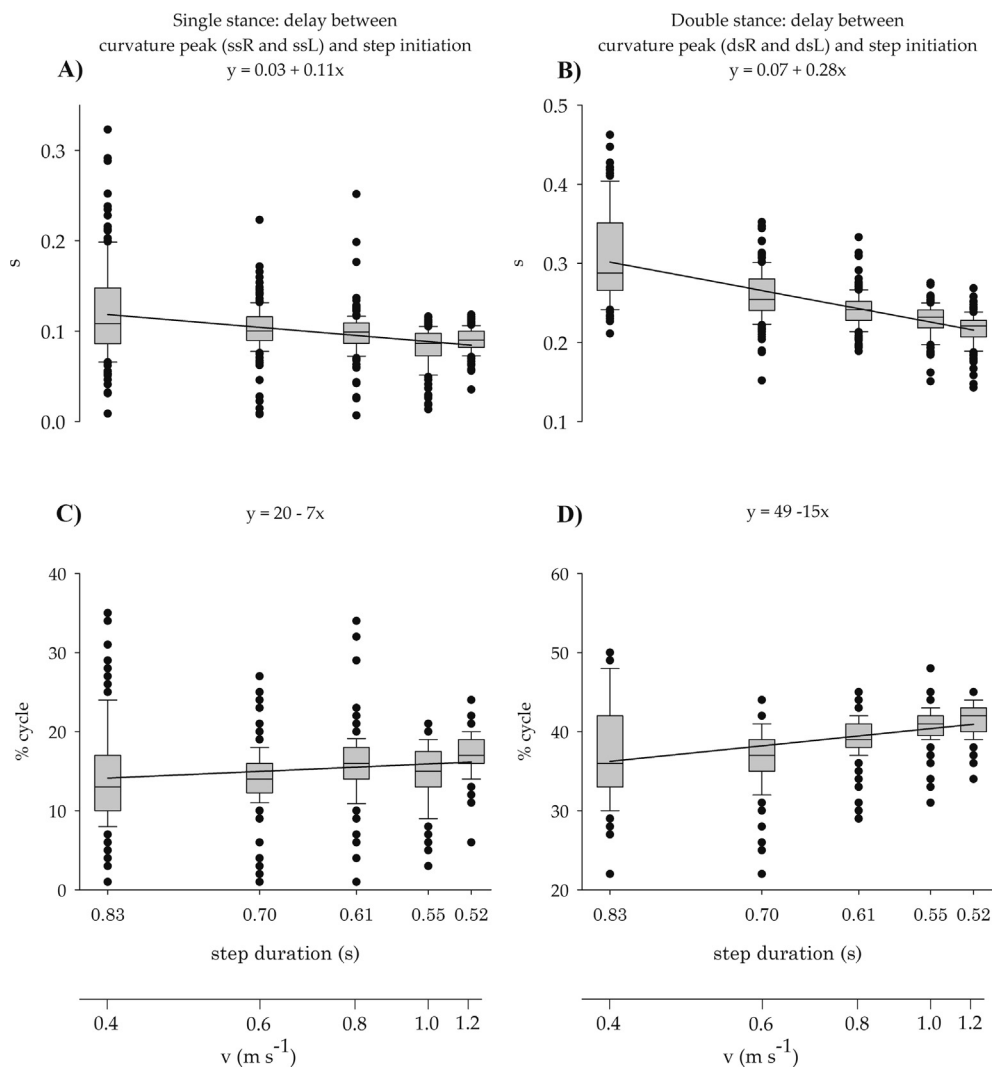 Single stance: delay between
curvature peak (ssR and ssL) and step initiation
A)
y = 0.03 + 0.11x
0.3
0.2
0.1
0.0
s
Double stance: delay between
curvature peak (dsR and dsL) and step initiation
B)
y = 0.07 + 0.28x
0.5
0.4
0.3
0.2
0.1
s
C)
y = 20 - 7x
40
30
20
10
0
% cycle
0.83 0.70 0.61 0.55 0.52
step duration (s)
0.4 0.6 0.8 1.0 1.2
v (m s⁻¹)
D)
y = 49 -15x
60
50
40
30
20
% cycle
0.83 0.70 0.61 0.55 0.52
step duration (s)
0.4 0.6 0.8 1.0 1.2
v (m s⁻¹)